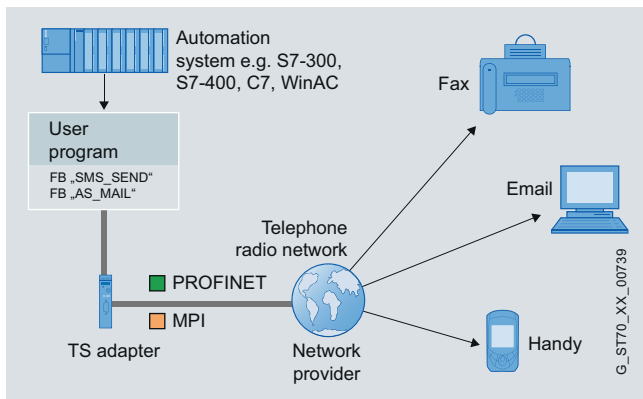 Automation
system e.g. S7-300,
S7-400, C7, WinAC
User
program
FB „SMS_SEND“
FB „AS_MAIL“
TS adapter
PROFINET
MPI
Telephone
radio network
Network
provider
Fax
Email
Handy
G_ST70_XX_00739